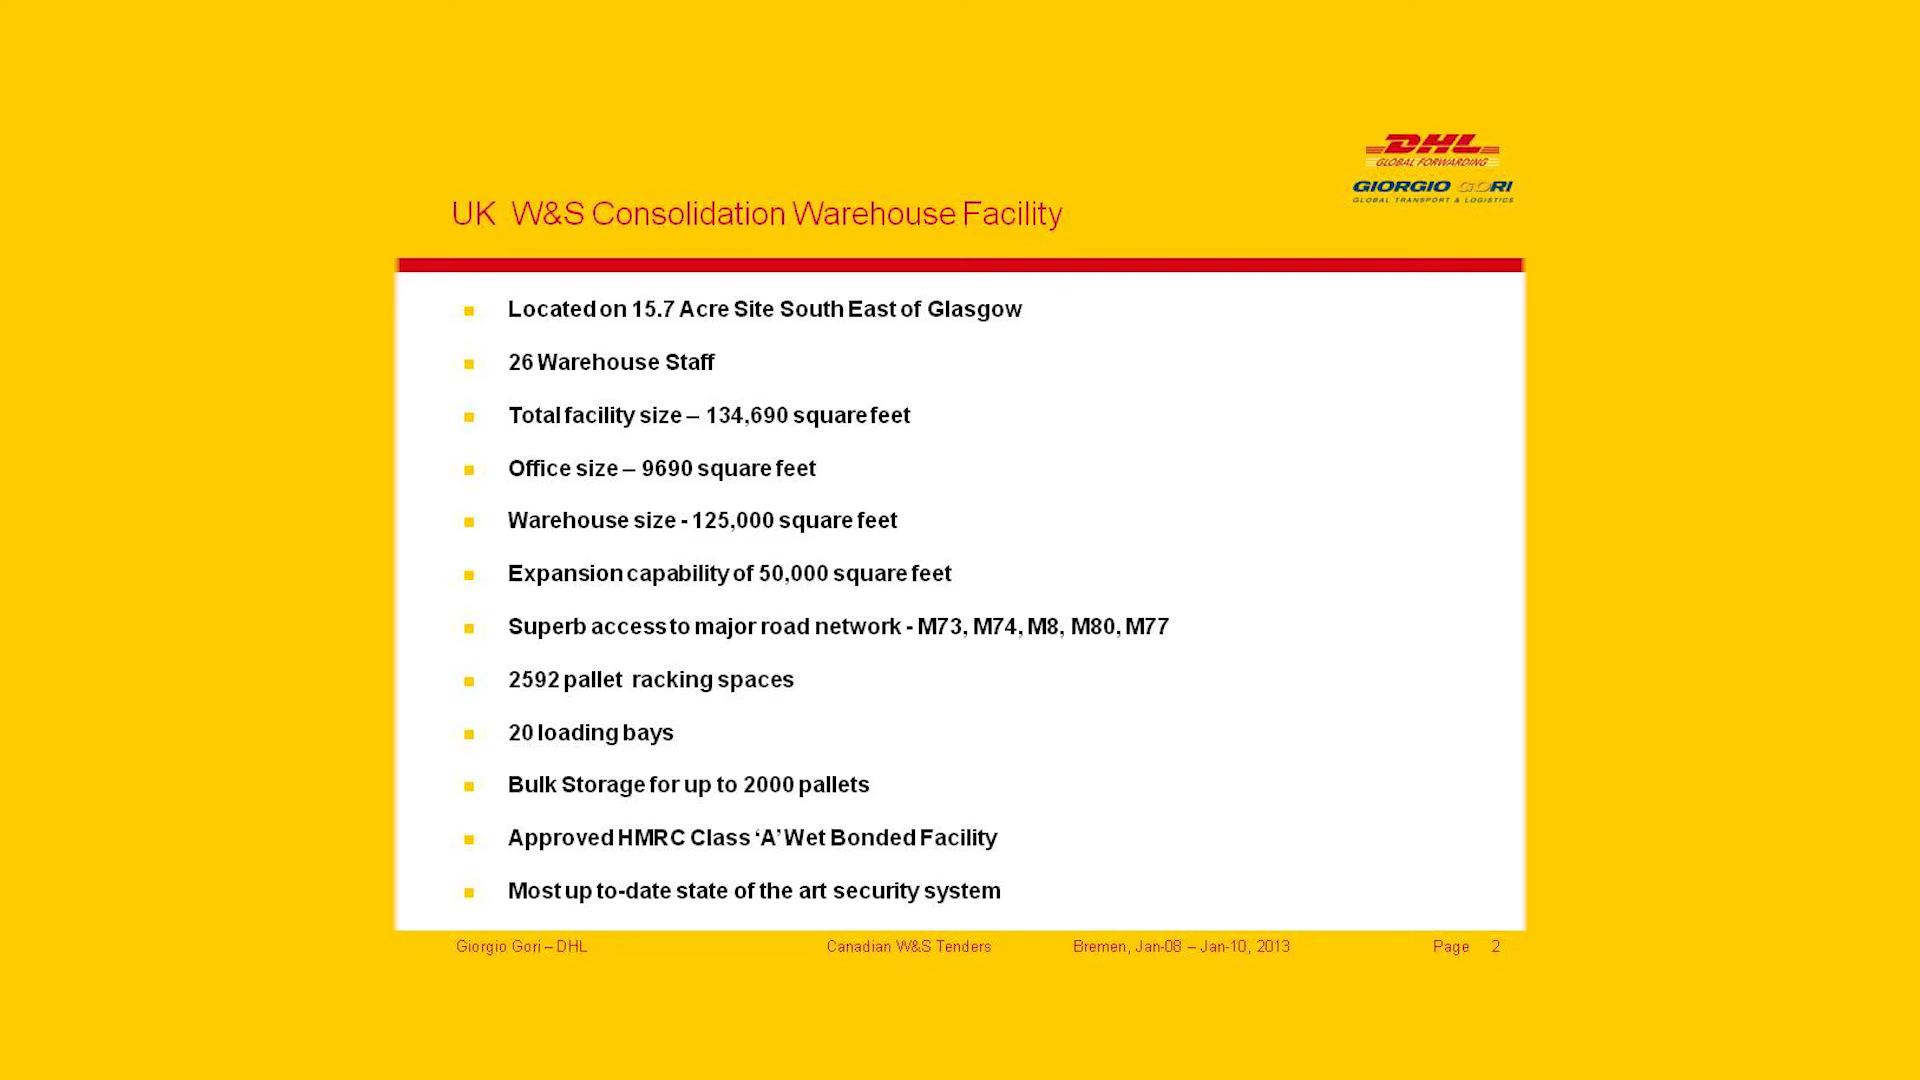 DHL
GLOBAL FORWARDING
GIORGIO GORI
GLOBAL TRANSPORT & LOGISTICS
UK W&S Consolidation Warehouse Facility
Located on 15.7 Acre Site South East of Glasgow
26 Warehouse Staff
Total facility size – 134,690 square feet
Office size – 9690 square feet
Warehouse size - 125,000 square feet
Expansion capability of 50,000 square feet
Superb access to major road network - M73, M74, M8, M80, M77
2592 pallet racking spaces
20 loading bays
Bulk Storage for up to 2000 pallets
Approved HMRC Class ‘A’ Wet Bonded Facility
Most up to-date state of the art security system
Giorgio Gori – DHL Canadian W&S Tenders Bremen, Jan-08 – Jan-10, 2013 Page 2